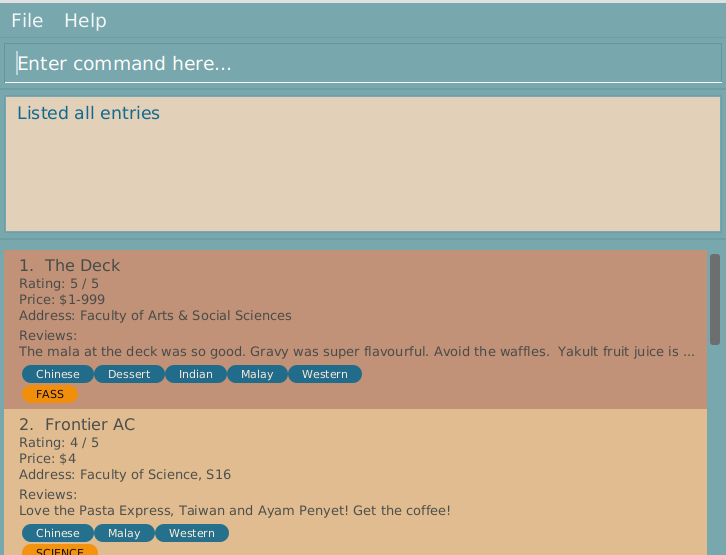 File Help
Enter command here...
Listed all entries
1. The Deck
Rating: 5 / 5
Price: $1-999
Address: Faculty of Arts & Social Sciences
Reviews:
The mala at the deck was so good. Gravy was super flavourful. Avoid the waffles.  Yakult fruit juice is ...
Chinese Dessert Indian Malay Western
FASS
2. Frontier AC
Rating: 4 / 5
Price: $4
Address: Faculty of Science, S16
Reviews:
Love the Pasta Express, Taiwan and Ayam Penyet! Get the coffee!
Chinese Malay Western
SCIENCE